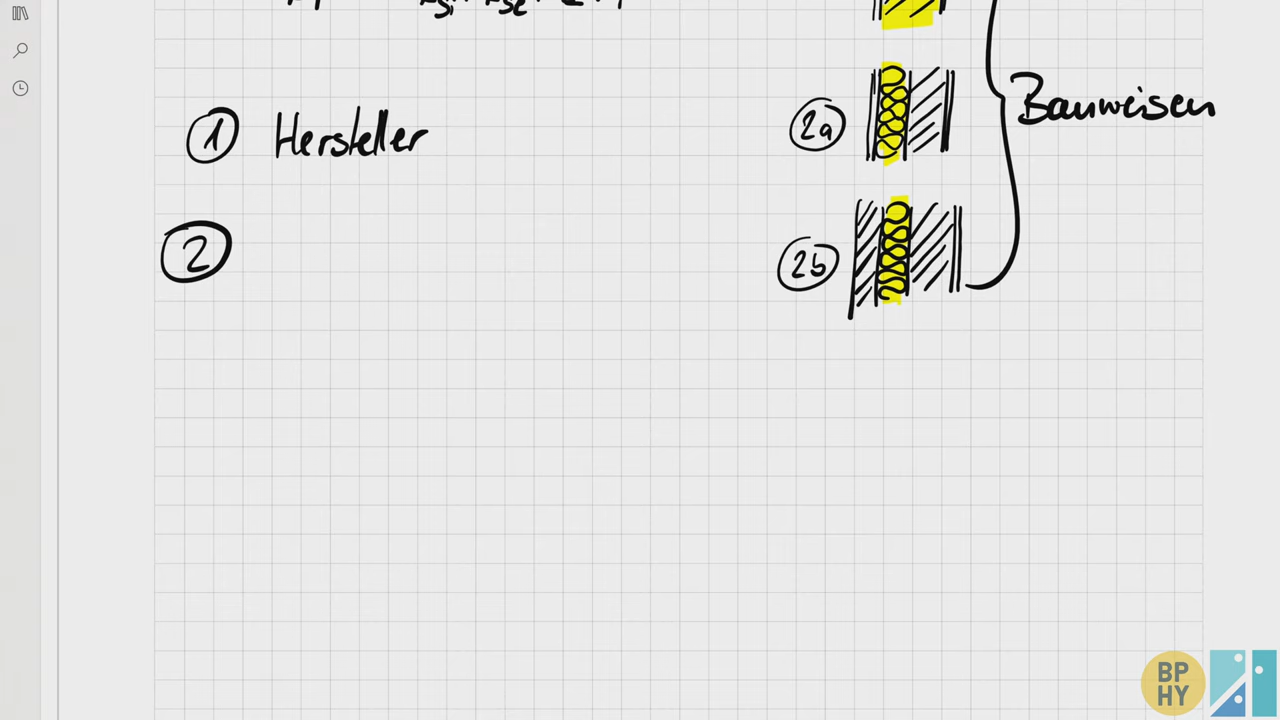 ① Hersteller
②
2a
2b
Bauweisen
BP
HY